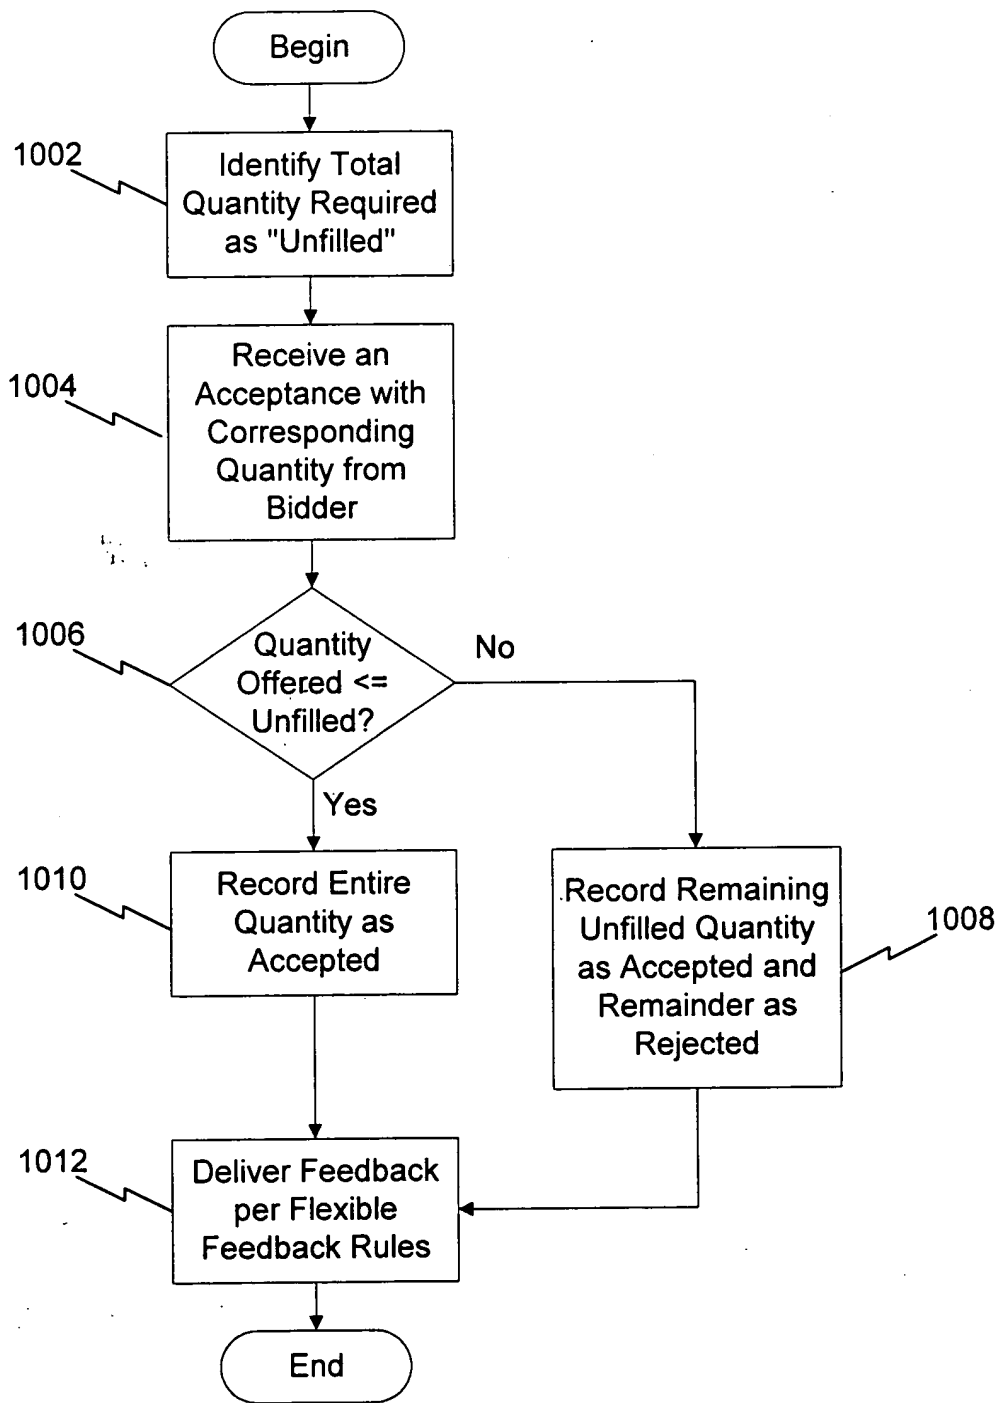 Begin
1002
Identify Total
Quantity Required
as "Unfilled"
1004
Receive an
Acceptance with
Corresponding
Quantity from
Bidder
1006
Quantity
Offered <=
Unfilled?
No
Yes
1010
Record Entire
Quantity as
Accepted
Record Remaining
Unfilled Quantity
as Accepted and
Remainder as
Rejected
1008
1012
Deliver Feedback
per Flexible
Feedback Rules
End